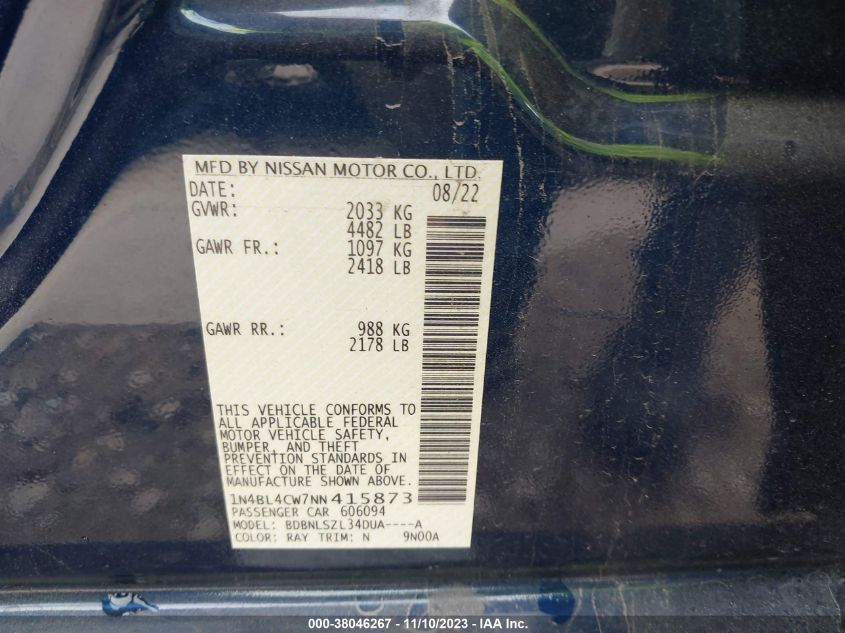 MFD BY NISSAN MOTOR CO., LTD.
DATE: 08/22
GVWR: 2033 KG
4482 LB
GAWR FR.: 1097 KG
2418 LB
GAWR RR.: 988 KG
2178 LB
THIS VEHICLE CONFORMS TO
ALL APPLICABLE FEDERAL
MOTOR VEHICLE SAFETY,
BUMPER, AND THEFT
PREVENTION STANDARDS IN
EFFECT ON THE DATE OF
MANUFACTURE SHOWN ABOVE.
1N4BL4CW7NN415873
PASSENGER CAR 606094
MODEL: BDBNLSZL34DUA----A
COLOR: RAY TRIM: N 9N00A
000-38046267 - 11/10/2023 - IAA Inc.